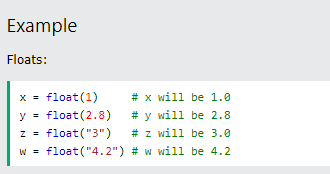 Example
Floats:
x = float(1)     # x will be 1.0
y = float(2.8)   # y will be 2.8
z = float("3")   # z will be 3.0
w = float("4.2") # w will be 4.2